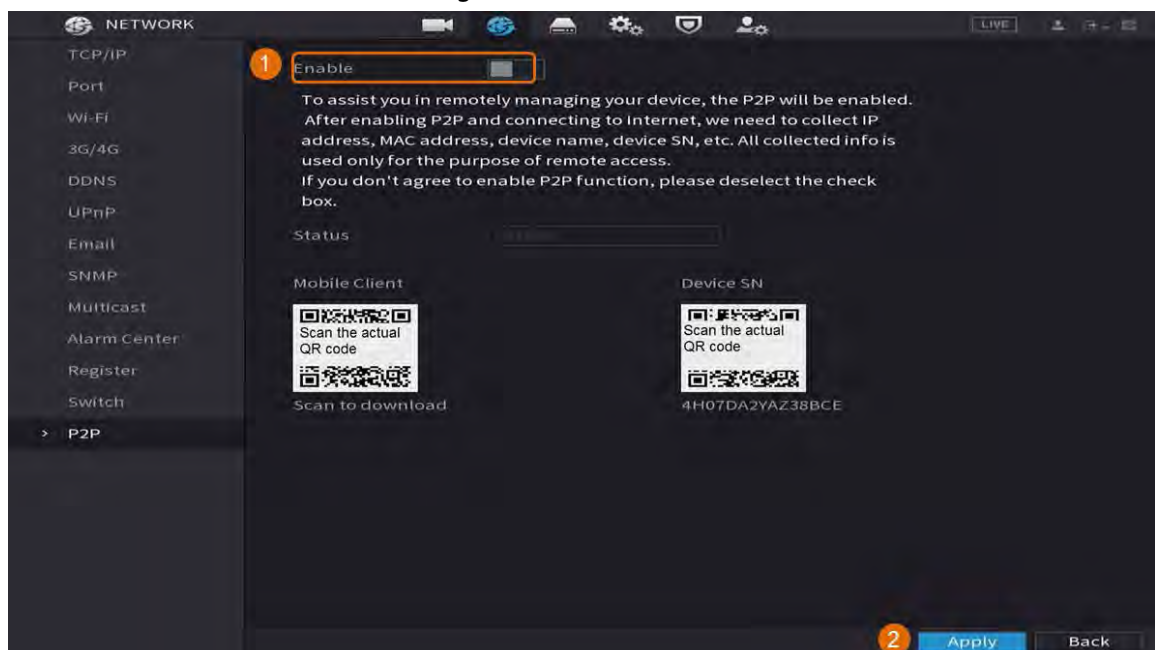 NETWORK
LIVE
TCP/IP
Port
Wi-Fi
3G/4G
DDNS
UPnP
Email
SNMP
Multicast
Alarm Center
Register
Switch
> P2P
1
Enable
To assist you in remotely managing your device, the P2P will be enabled.
After enabling P2P and connecting to Internet, we need to collect IP
address, MAC address, device name, device SN, etc. All collected info is
used only for the purpose of remote access.
If you don't agree to enable P2P function, please deselect the check
box.
Status
Mobile Client
Scan the actual
QR code
Scan to download
Device SN
Scan the actual
QR code
4H07DA2YAZ38BCE
2
Apply
Back